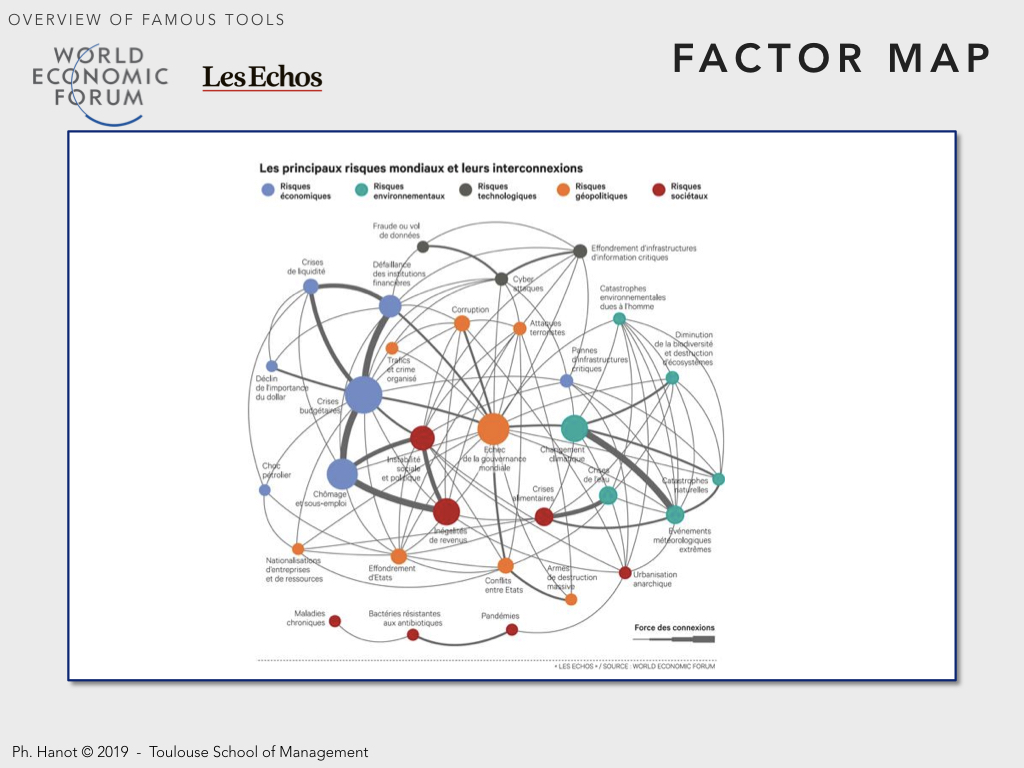 OVERVIEW OF FAMOUS TOOLS
FACTOR MAP
WORLD
ECONOMIC
FORUM
Les Echos
Les principaux risques mondiaux et leurs interconnexions
Risques
économiques
Risques
environnementaux
Risques
technologiques
Risques
géopolitiques
Risques
sociétaux
Fraude ou vol
de données
Effondrement d'infrastructures
d'information critiques
Crises
de liquidité
Défaillance
des institutions
financières
Cyber
attaques
Catastrophes
environnementales
dues à l'homme
Corruption
Attaques
terroristes
Diminution
de la biodiversité
et destruction
d'écosystèmes
Trafics
et crime
organisé
Pannes
d'infrastructures
critiques
Déclin
de l'importance
du dollar
Crises
budgétaires
Echec
de la gouvernance
mondiale
Changement
climatique
Instabilité
sociale
et politique
Crises
de l'eau
Choc
pétrolier
Catastrophes
naturelles
Chômage
et sous-emploi
Crises
alimentaires
Inégalités
de revenus
Evénements
météorologiques
extrêmes
Nationalisations
d'entreprises
et de ressources
Effondrement
d'Etats
Conflits
entre Etats
Armes
de destruction
massive
Urbanisation
anarchique
Maladies
chroniques
Bactéries résistantes
aux antibiotiques
Pandémies
Force des connexions
« LES ECHOS » / SOURCE : WORLD ECONOMIC FORUM
Ph. Hanot © 2019 - Toulouse School of Management